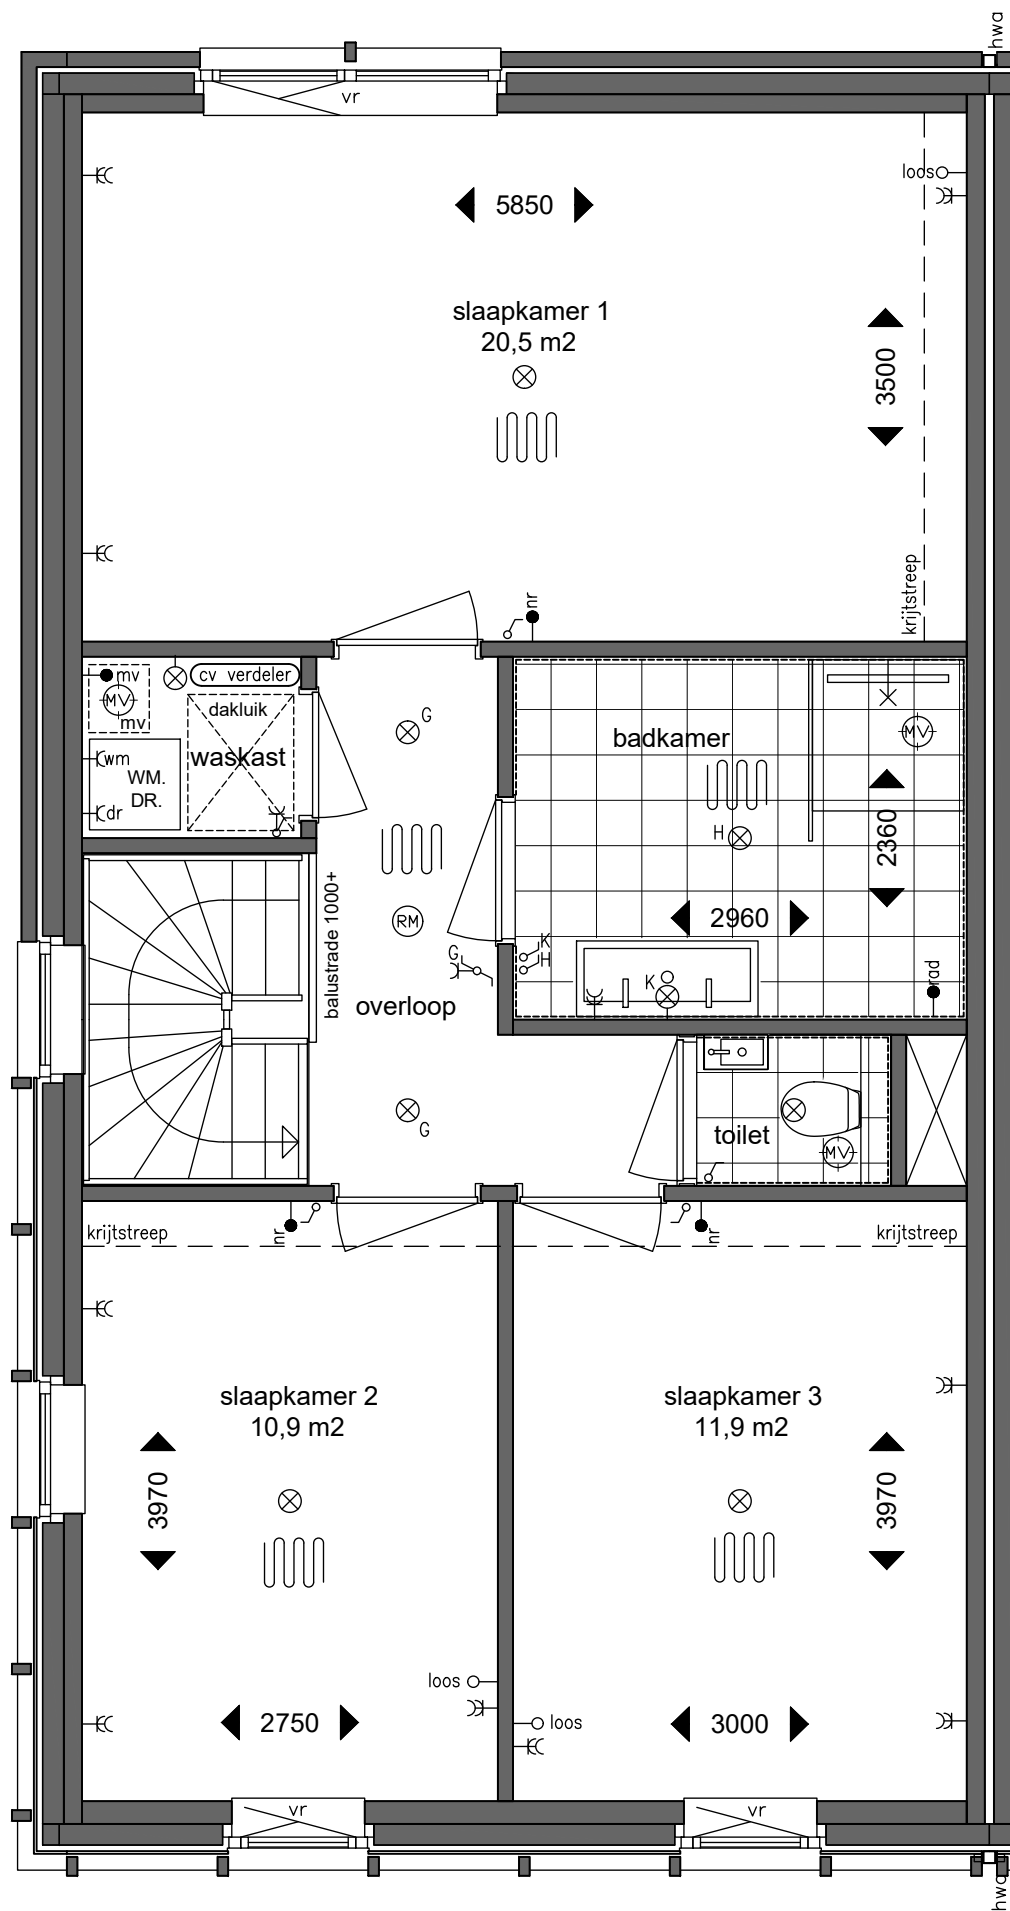 hwa
vr
loos
5850
slaapkamer 1
20,5 m2
3500
krijtstreep
nr
mv
cv verdeler
MV
mv
dakluik
G
waskast
wm
WM.
DR.
dr
badkamer
MV
H
2360
2960
balustrade 1000+
RM
G
K
H
K
rad
overloop
G
toilet
MV
nr
nr
krijtstreep
krijtstreep
slaapkamer 2
10,9 m2
slaapkamer 3
11,9 m2
3970
3970
loos
loos
2750
3000
vr
vr
hwa